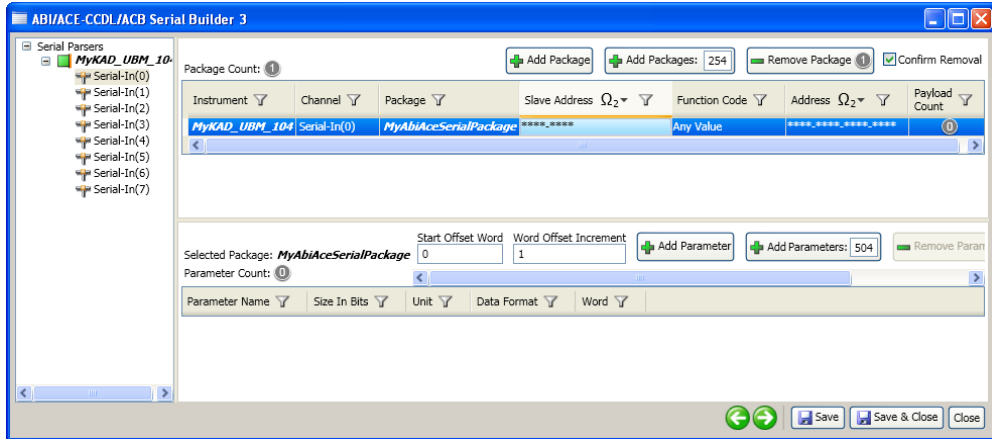 ABI/ACE-CCDL/ACB Serial Builder 3
Serial Parsers
MyKAD_UBM_10
Serial-In(0)
Serial-In(1)
Serial-In(2)
Serial-In(3)
Serial-In(4)
Serial-In(5)
Serial-In(6)
Serial-In(7)
Package Count: 1
Add Package
Add Packages: 254
Remove Package 1
Confirm Removal
Instrument Channel Package Slave Address Ω2 Function Code Address Ω2 Payload Count
MyKAD_UBM_104 Serial-In(0) MyAbiAceSerialPackage ****-**** Any Value ****-****-****-**** 0
Start Offset Word Word Offset Increment
Selected Package: MyAbiAceSerialPackage 0 1 Add Parameter Add Parameters: 504 Remove Param
Parameter Count: 0
Parameter Name Size In Bits Unit Data Format Word
Save Save & Close Close